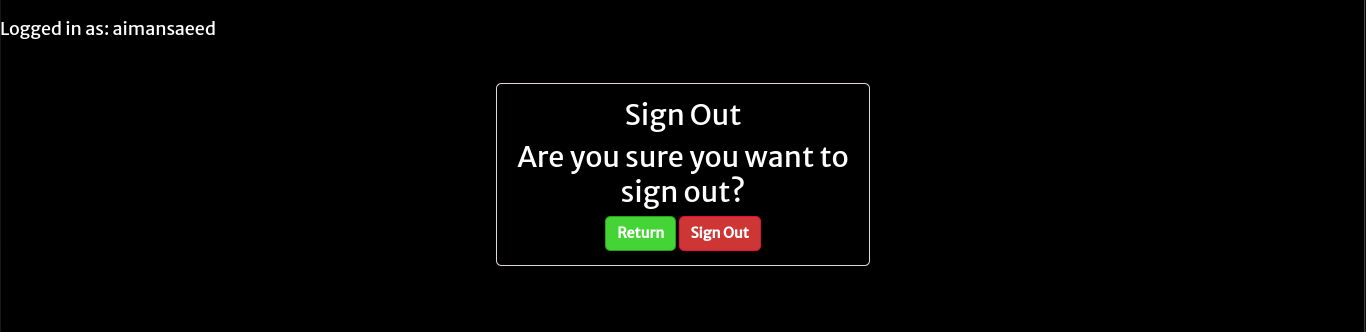 Logged in as: aimansaeed
Sign Out
Are you sure you want to
sign out?
Return Sign Out